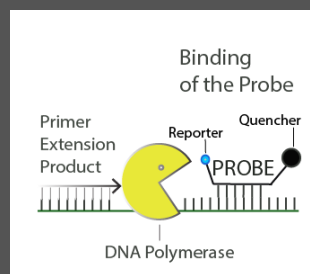 Binding
of the Probe
Primer
Extension
Product
Reporter
Quencher
PROBE
DNA Polymerase